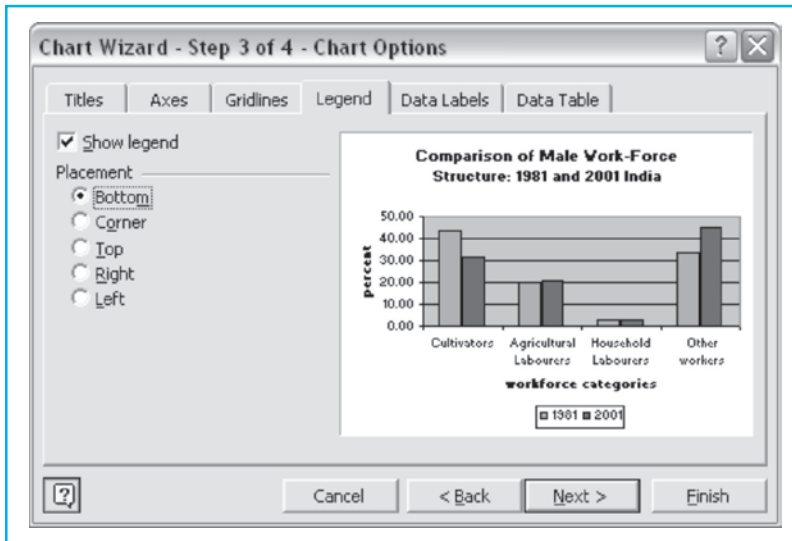 Chart Wizard - Step 3 of 4 - Chart Options
?
Titles Axes Gridlines Legend Data Labels Data Table
Show legend
Placement
Bottom
Corner
Top
Right
Left
Comparison of Male Work-Force
Structure: 1981 and 2001 India
percent
50.00
40.00
30.00
20.00
10.00
0.00
Cultivators Agricultural Labourers Household Labourers Other workers
workforce categories
1981 2001
?
Cancel < Back Next > Finish